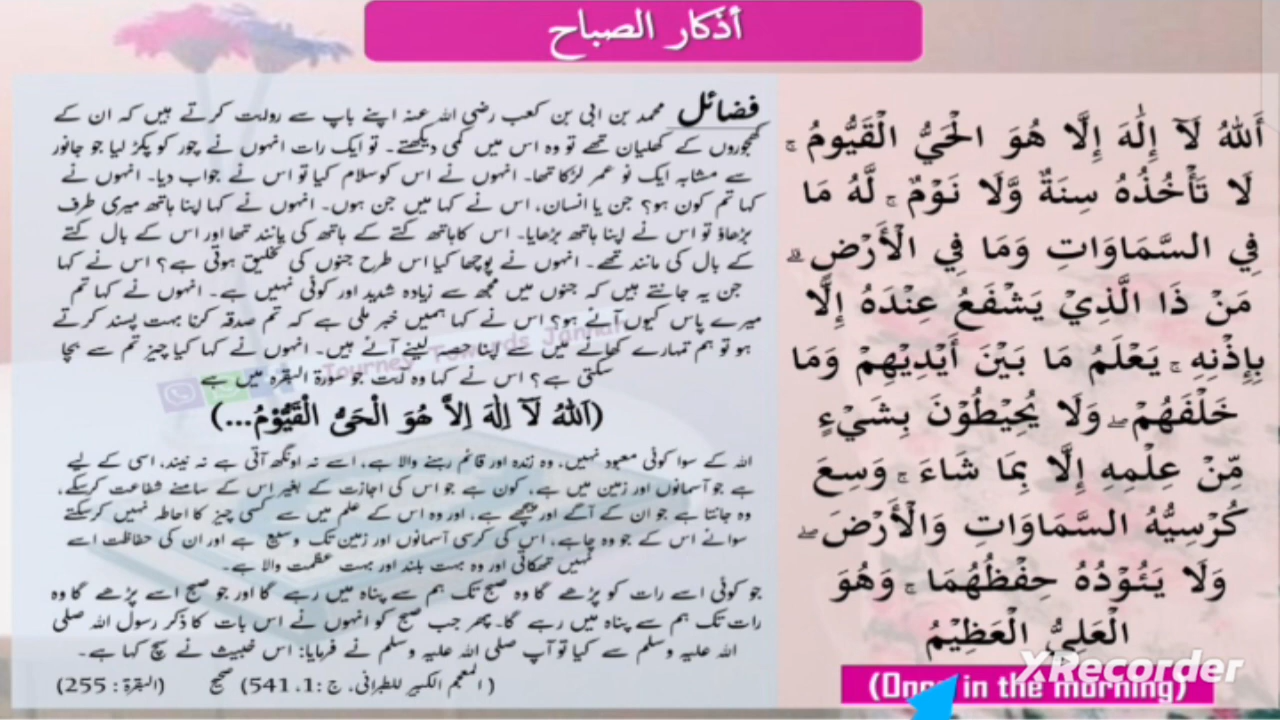 أذكار الصباح
اَللّٰهُ لَآ إِلٰهَ إِلَّا هُوَ الْحَيُّ الْقَيُّومُ ۚ
لَا تَأْخُذُهُ سِنَةٌ وَّلَا نَوْمٌ ۚ لَّهُ مَا
فِي السَّمَاوَاتِ وَمَا فِي الْأَرْضِ ۗ
مَنْ ذَا الَّذِيْ يَشْفَعُ عِنْدَهُ إِلَّا
بِإِذْنِهِ ۚ يَعْلَمُ مَا بَيْنَ أَيْدِيْهِمْ وَمَا
خَلْفَهُمْ ۖ وَلَا يُحِيْطُوْنَ بِشَيْءٍ
مِّنْ عِلْمِهِ إِلَّا بِمَا شَاءَ ۚ وَسِعَ
كُرْسِيُّهُ السَّمَاوَاتِ وَالْأَرْضَ ۖ
وَلَا يَئُوْدُهُ حِفْظُهُمَا ۚ وَهُوَ
الْعَلِيُّ الْعَظِيْمُ
(Once in the morning)
XRecorder
فضائل محمد بن ابی بن کعب رضی اللہ عنہ اپنے باپ سے روایت کرتے ہیں کہ ان کے
کھجوروں کے کھلیان تھے تو وہ اس میں کمی دیکھتے۔ تو ایک رات انہوں نے چور کو پکڑ لیا جو جانور
سے مشابہ ایک نو عمر لڑکا تھا۔ انہوں نے اس کو سلام کیا تو اس نے جواب دیا۔ انہوں نے
کہا تم کون ہو؟ جن یا انسان، اس نے کہا میں جن ہوں۔ انہوں نے کہا اپنا ہاتھ میری طرف
بڑھاؤ تو اس نے اپنا ہاتھ بڑھایا۔ اس کا ہاتھ کتے کے ہاتھ کی مانند تھا اور اس کے بال کتے
کے بال کی مانند تھے۔ انہوں نے پوچھا کیا اس طرح جنوں کی تخلیق ہوتی ہے؟ اس نے کہا
جن یہ جانتے ہیں کہ جنوں میں مجھ سے زیادہ شدید اور کوئی نہیں ہے۔ انہوں نے کہا تم
میرے پاس کیوں آئے ہو؟ اس نے کہا ہمیں خبر ملی ہے کہ تم صدقہ کرنا بہت پسند کرتے
ہو تو ہم تمہارے کھانے میں سے اپنا حصہ لینے آئے ہیں۔ انہوں نے کہا کیا چیز تم سے بچا
سکتی ہے؟ اس نے کہا وہ آیت جو سورۃ البقرہ میں ہے
Journey Towards Jannah
(اَللّٰهُ لَآ اِلٰهَ اِلاَّ هُوَ الْحَىُّ الْقَيُّوْمُ...)
اللہ کے سوا کوئی معبود نہیں، وہ زندہ اور قائم رہنے والا ہے، اسے نہ اونگھ آتی ہے نہ نیند، اسی کے لیے
ہے جو آسمانوں اور زمین میں ہے، کون ہے جو اس کی اجازت کے بغیر اس کے سامنے شفاعت کرسکے،
وہ جانتا ہے جو ان کے آگے اور پیچھے ہے، اور وہ اس کے علم میں سے کسی چیز کا احاطہ نہیں کرسکتے
سوائے اس کے جو وہ چاہے، اس کی کرسی آسمانوں اور زمین تک وسیع ہے اور ان کی حفاظت اسے
نہیں تھکاتی اور وہ بہت بلند اور بہت عظمت والا ہے۔
جو کوئی اسے رات کو پڑھے گا وہ صبح تک ہم سے پناہ میں رہے گا اور جو صبح اسے پڑھے گا وہ
رات تک ہم سے پناہ میں رہے گا۔ پھر جب صبح کو انہوں نے اس بات کا ذکر رسول اللہ صلی
اللہ علیہ وسلم سے کیا تو آپ صلی اللہ علیہ وسلم نے فرمایا: اس خبیث نے سچ کہا ہے۔
(المعجم الکبیر للطبرانی، ج :1، 541) صحیح (البقرۃ : 255)